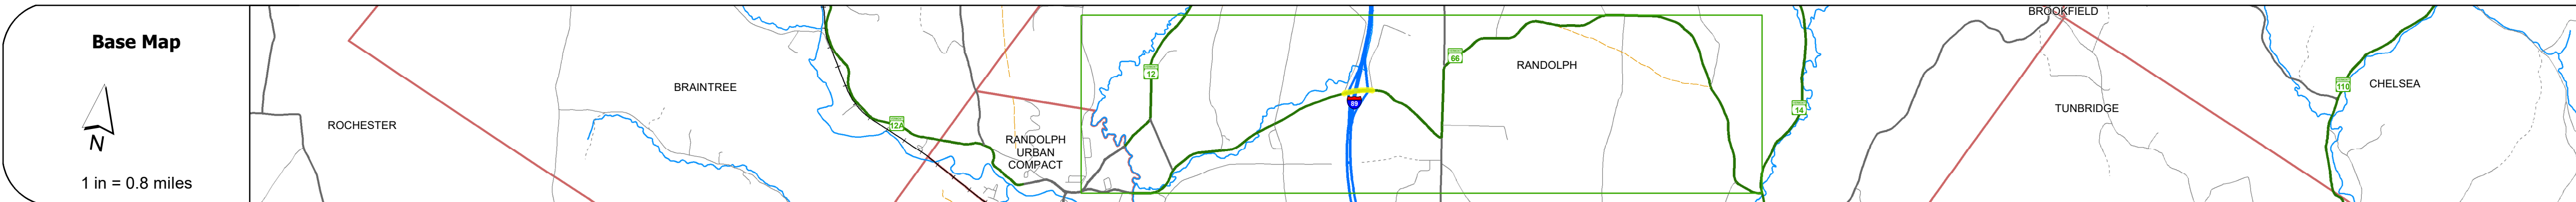 Base Map
N
1 in = 0.8 miles
ROCHESTER
BRAINTREE
12A
RANDOLPH
URBAN
COMPACT
12
89
66
RANDOLPH
14
BROOKFIELD
TUNBRIDGE
110
CHELSEA